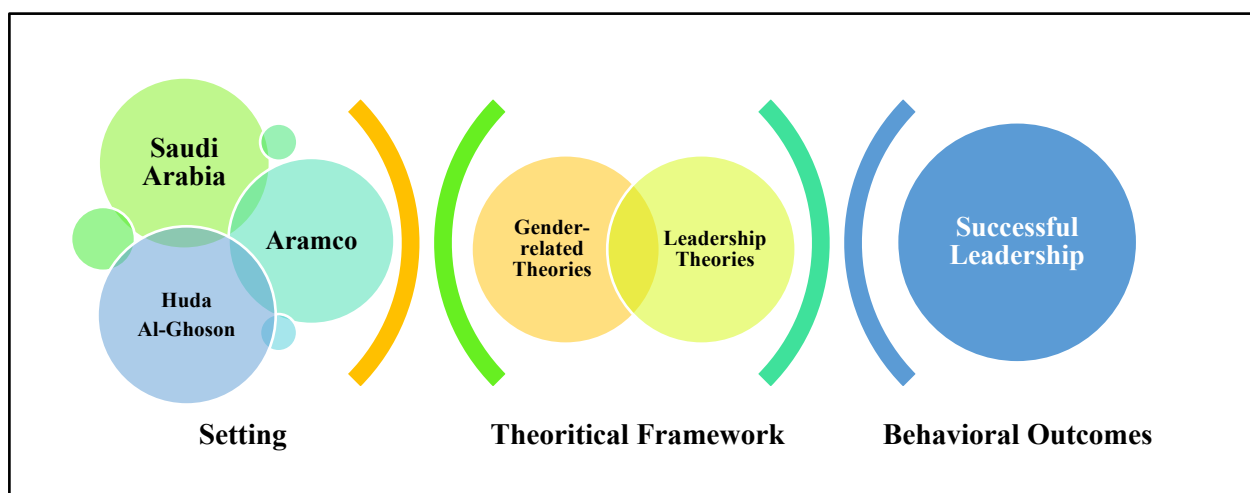 Saudi
Arabia
Aramco
Huda
Al-Ghoson
Setting
Gender-
related
Theories
Leadership
Theories
Theoritical Framework
Successful
Leadership
Behavioral Outcomes